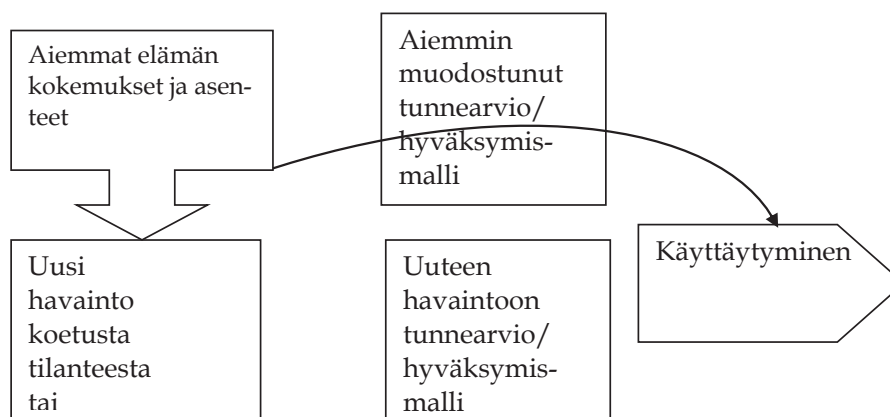 Aiemmat elämän
kokemukset ja asen-
teet
Aiemmin
muodostunut
tunnearvio/
hyväksymis-
malli
Uusi
havainto
koetusta
tilanteesta
tai
Uuteen
havaintoon
tunnearvio/
hyväksymis-
malli
Käyttäytyminen